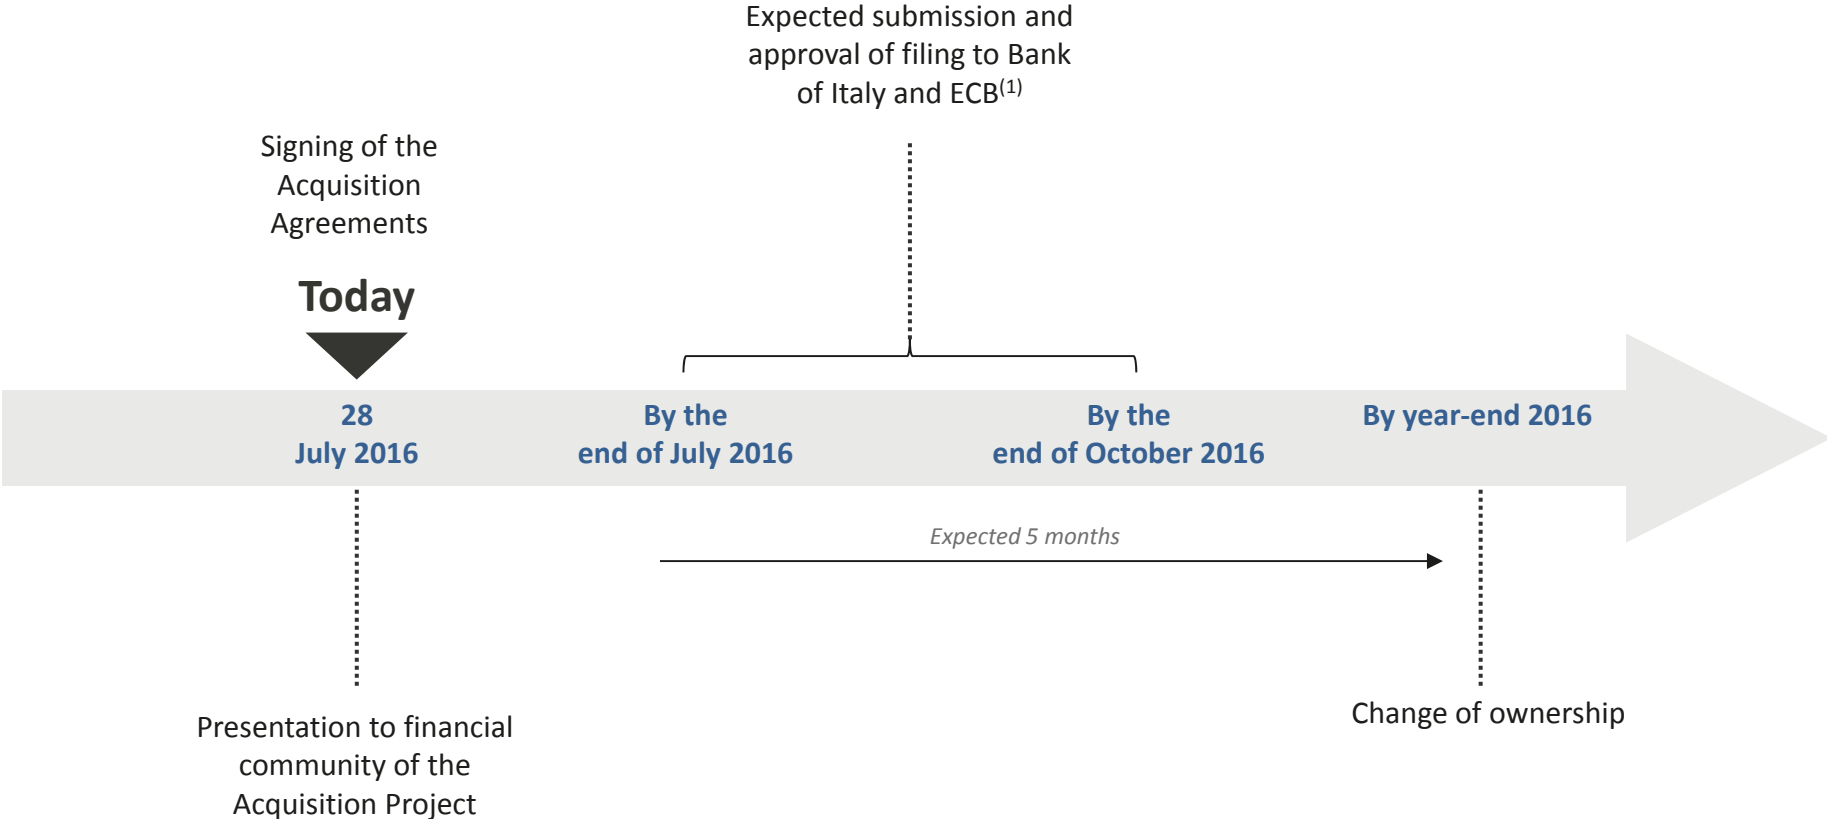 Expected submission and
approval of filing to Bank
of Italy and ECB(1)
Signing of the
Acquisition
Agreements
Today
28
July 2016
By the
end of July 2016
By the
end of October 2016
By year-end 2016
Expected 5 months
Presentation to financial
community of the
Acquisition Project
Change of ownership